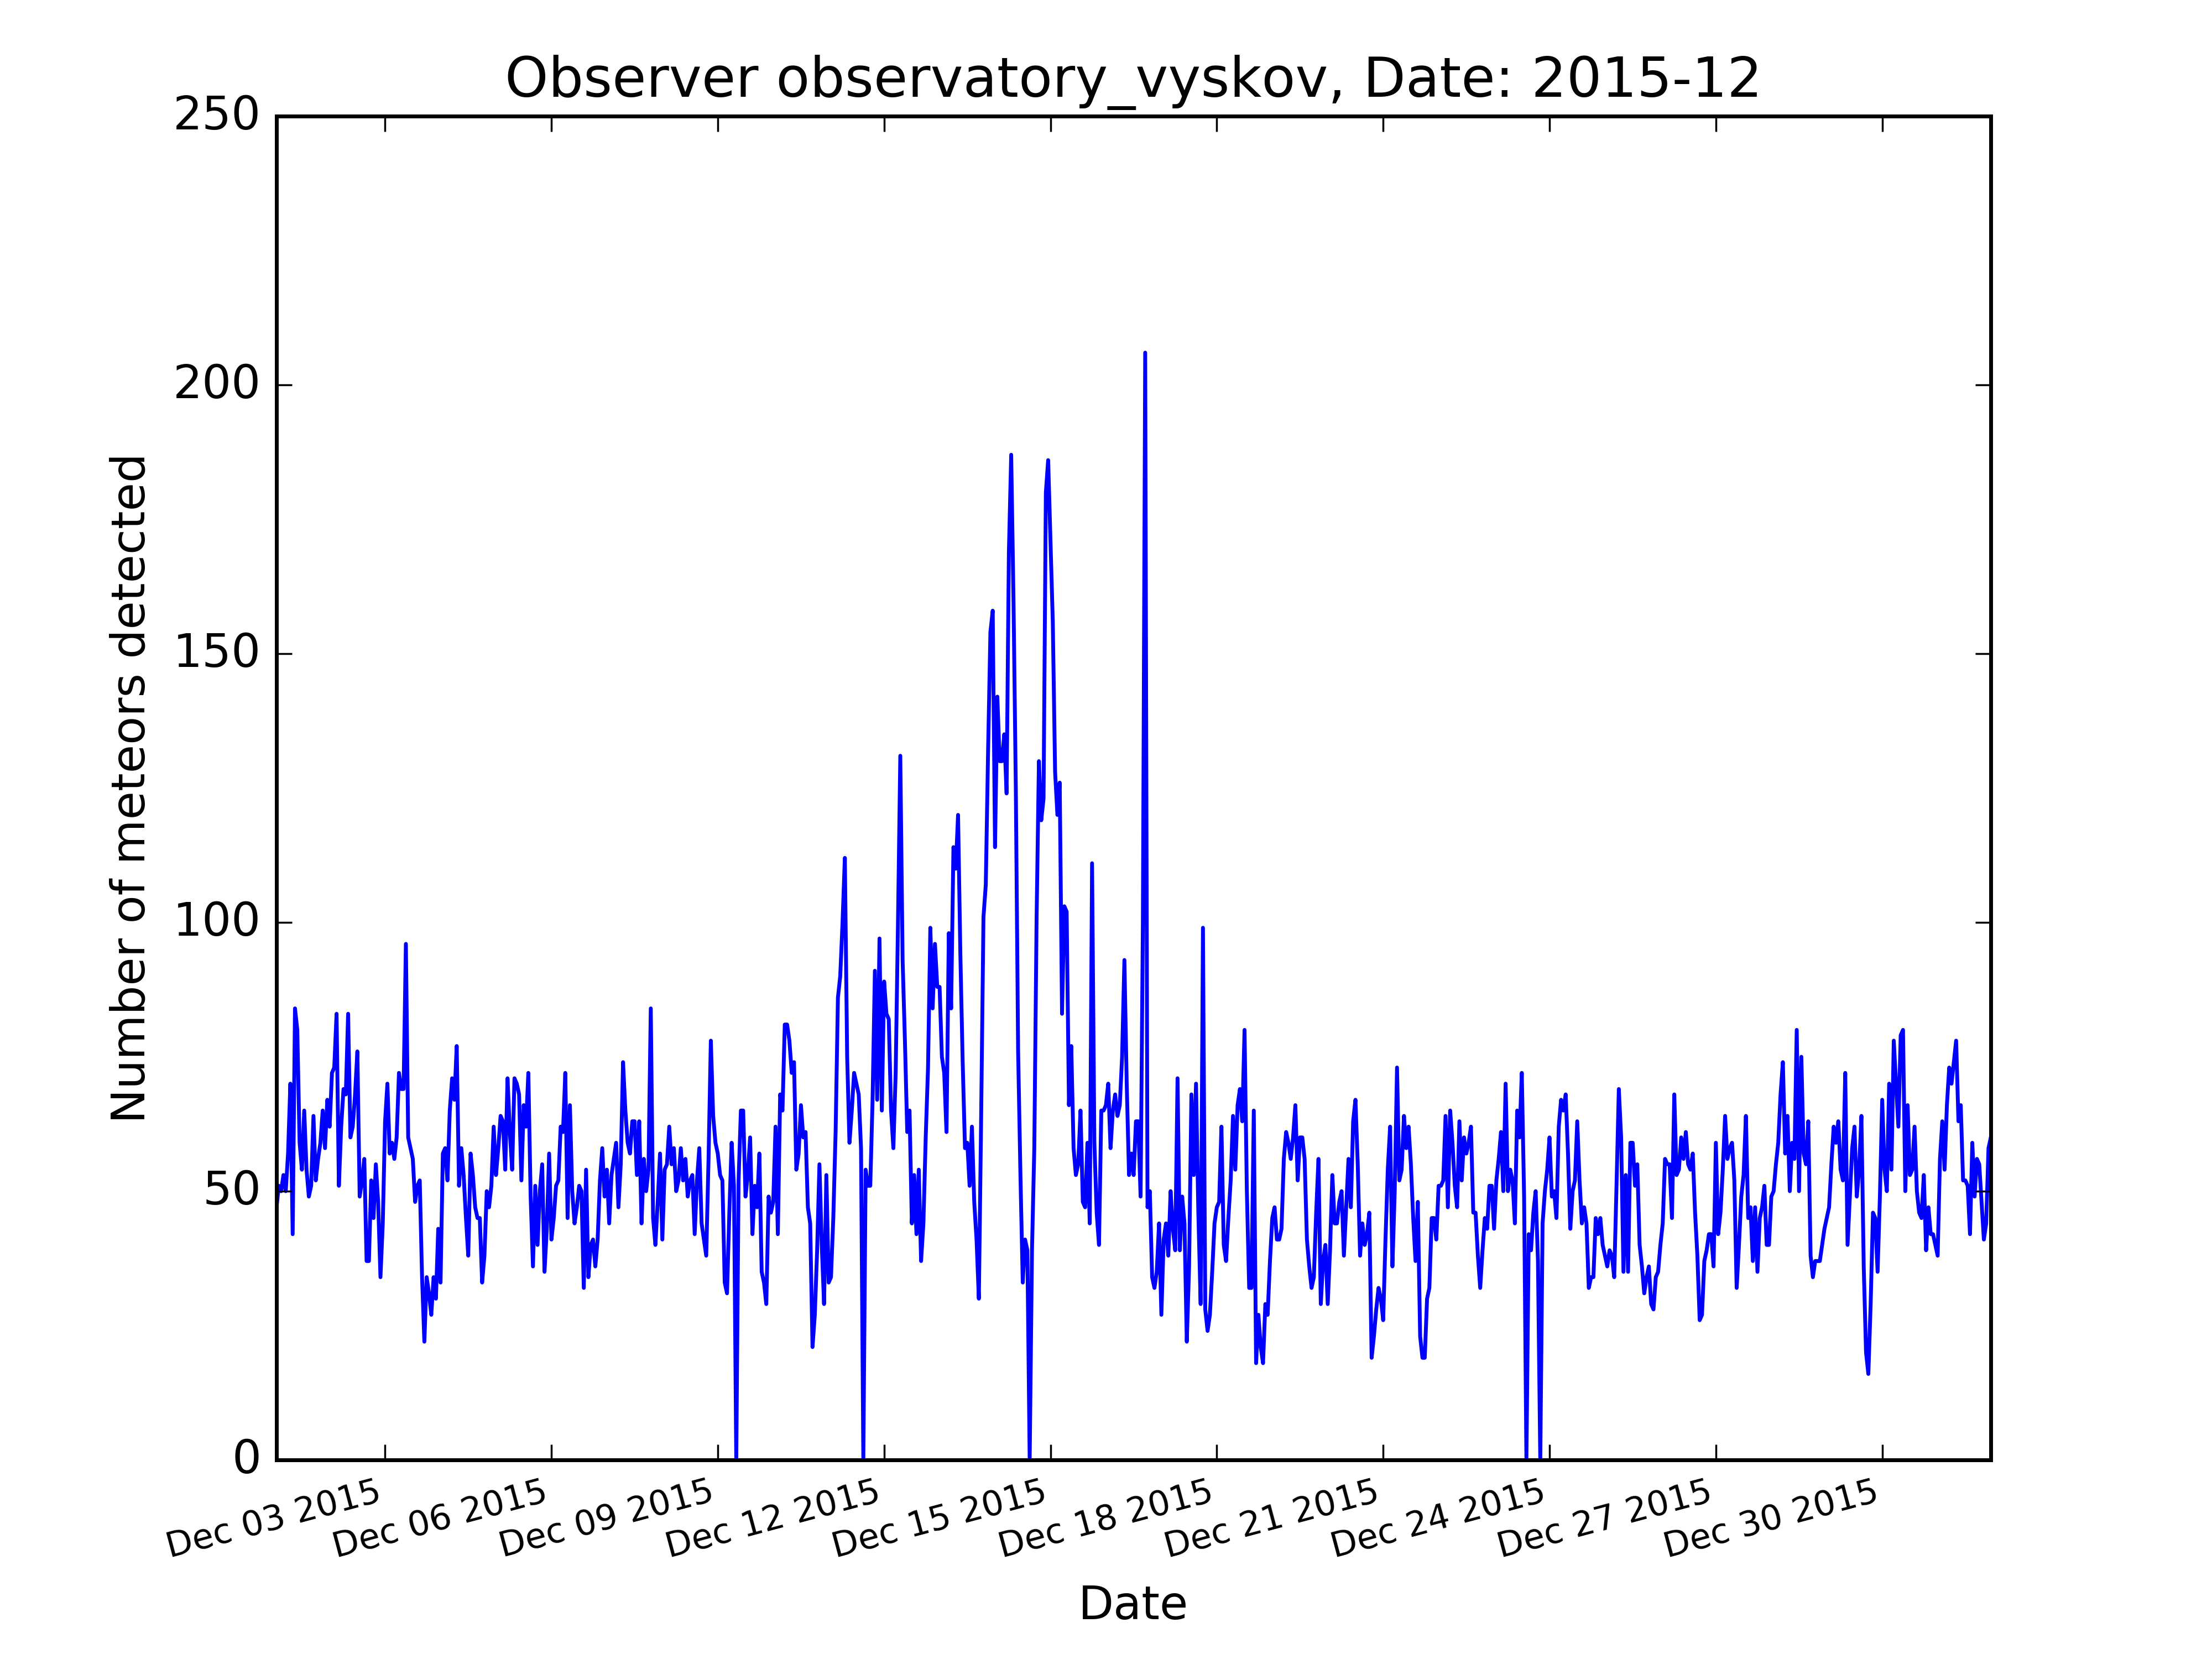 Observer observatory_vyskov, Date: 2015-12
250
200
150
100
50
0
Number of meteors detected
Dec 03 2015
Dec 06 2015
Dec 09 2015
Dec 12 2015
Dec 15 2015
Dec 18 2015
Dec 21 2015
Dec 24 2015
Dec 27 2015
Dec 30 2015
Date